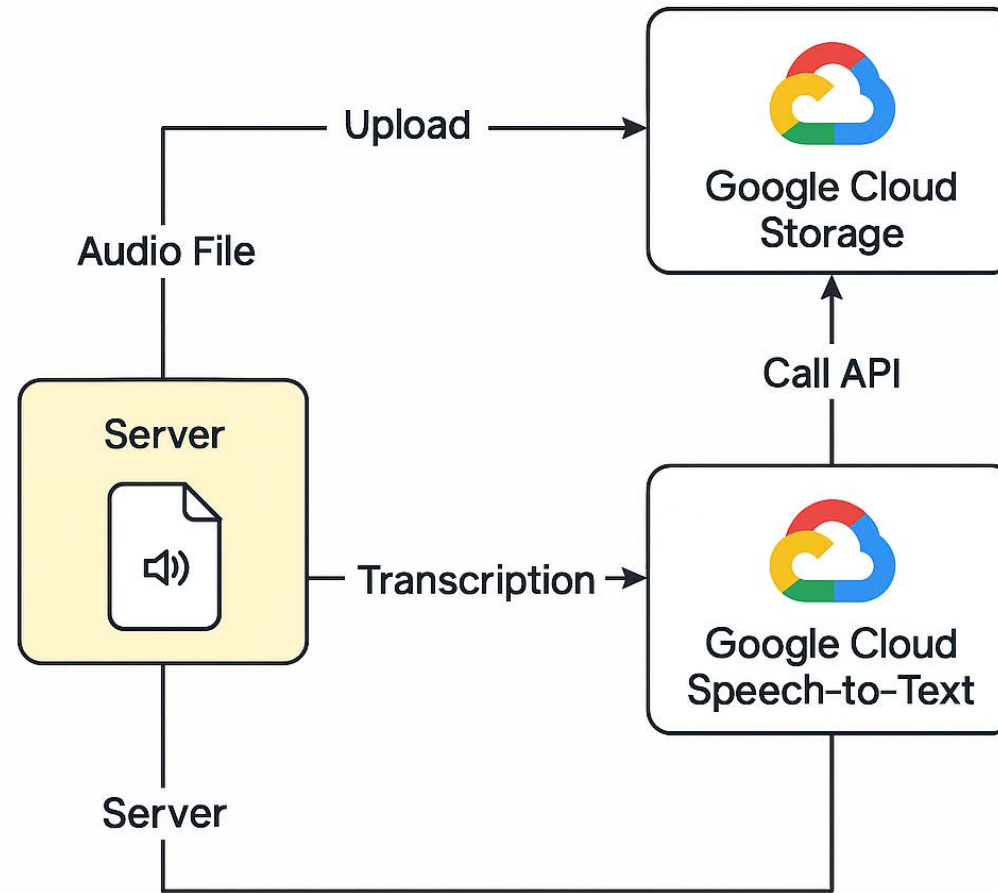 Upload
Google Cloud
Storage
Audio File
Call API
Server
Transcription
Google Cloud
Speech-to-Text
Server